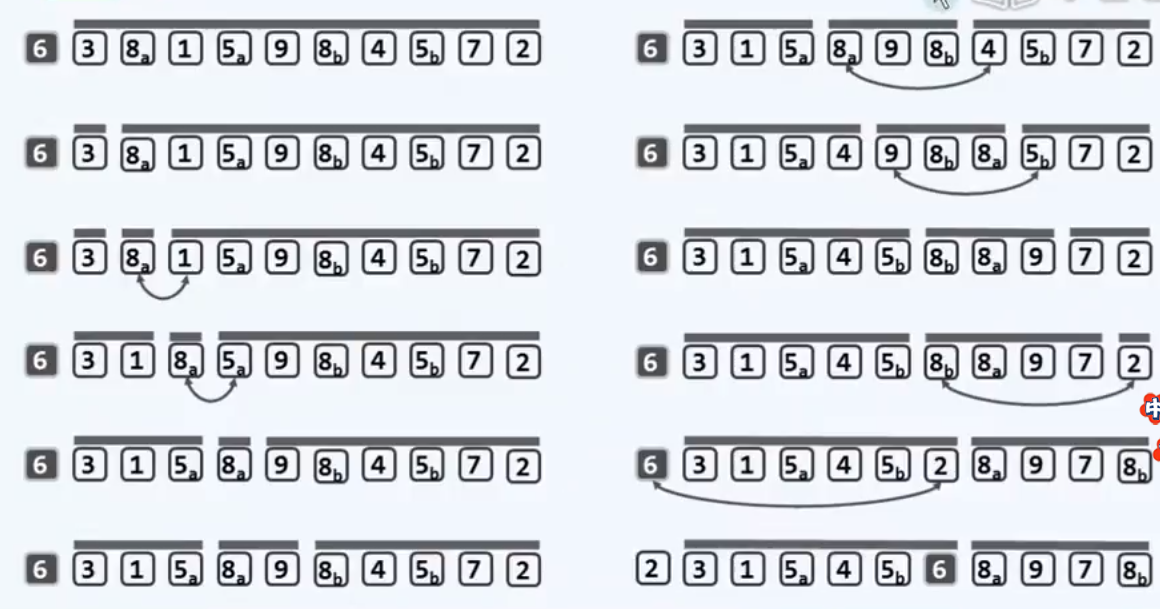 6 3 8a 1 5a 9 8b 4 5b 7 2
6 3 8a 1 5a 9 8b 4 5b 7 2
6 3 8a 1 5a 9 8b 4 5b 7 2
6 3 1 8a 5a 9 8b 4 5b 7 2
6 3 1 5a 8a 9 8b 4 5b 7 2
6 3 1 5a 8a 9 8b 4 5b 7 2
6 3 1 5a 8a 9 8b 4 5b 7 2
6 3 1 5a 4 9 8b 8a 5b 7 2
6 3 1 5a 4 5b 8b 8a 9 7 2
6 3 1 5a 4 5b 8b 8a 9 7 2
6 3 1 5a 4 5b 2 8a 9 7 8b
2 3 1 5a 4 5b 6 8a 9 7 8b